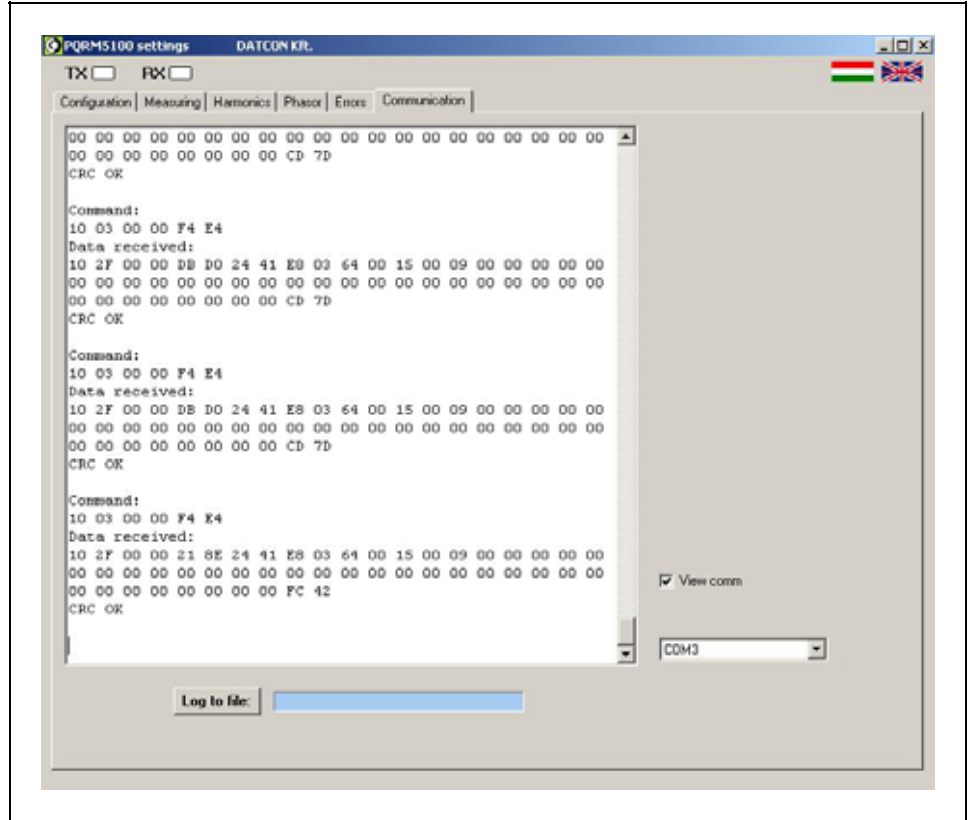 PQRM5100 settings DATCON Kft.
TX RX
Configuration Measuring Harmonics Phasor Errors Communication
00 00 00 00 00 00 00 00 00 00 00 00 00 00 00 00 00 00 00 00
00 00 00 00 00 00 00 00 CD 7D
CRC OK
Command:
10 03 00 00 F4 E4
Data received:
10 2F 00 00 DB D0 24 41 E8 03 64 00 15 00 09 00 00 00 00 00
00 00 00 00 00 00 00 00 00 00 00 00 00 00 00 00 00 00 00 00
00 00 00 00 00 00 00 00 CD 7D
CRC OK
Command:
10 03 00 00 F4 E4
Data received:
10 2F 00 00 DB D0 24 41 E8 03 64 00 15 00 09 00 00 00 00 00
00 00 00 00 00 00 00 00 00 00 00 00 00 00 00 00 00 00 00 00
00 00 00 00 00 00 00 00 CD 7D
CRC OK
Command:
10 03 00 00 F4 E4
Data received:
10 2F 00 00 21 8E 24 41 E8 03 64 00 15 00 09 00 00 00 00 00
00 00 00 00 00 00 00 00 00 00 00 00 00 00 00 00 00 00 00 00
00 00 00 00 00 00 00 00 FC 42
CRC OK
View comm
COM3
Log to file: